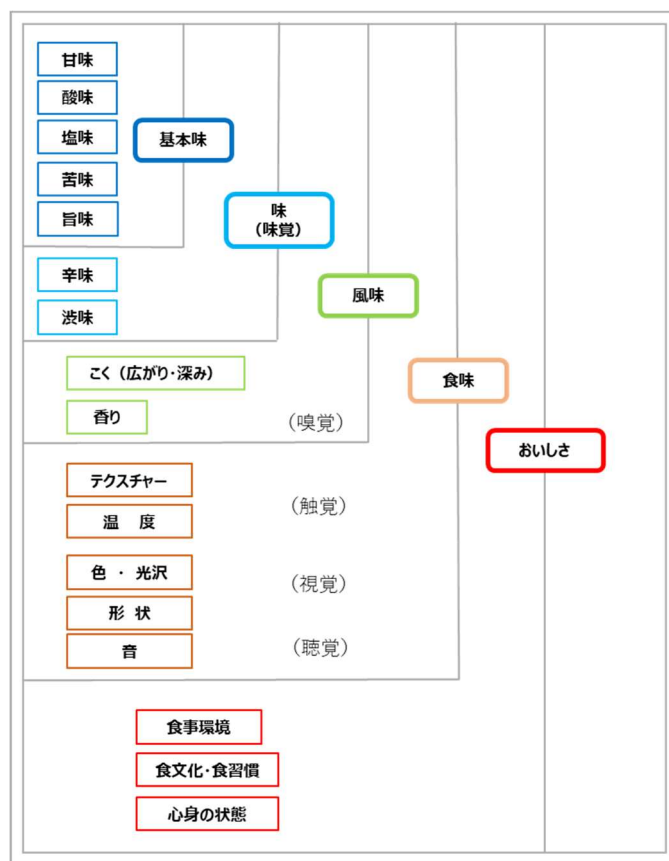 甘味
酸味
塩味
苦味
旨味
基本味
辛味
渋味
味
（味覚）
こく（広がり・深み）
香り
（嗅覚）
風味
テクスチャー
温　度
（触覚）
色 ・ 光沢
形 状
（視覚）
音
（聴覚）
食味
食事環境
食文化・食習慣
心身の状態
おいしさ